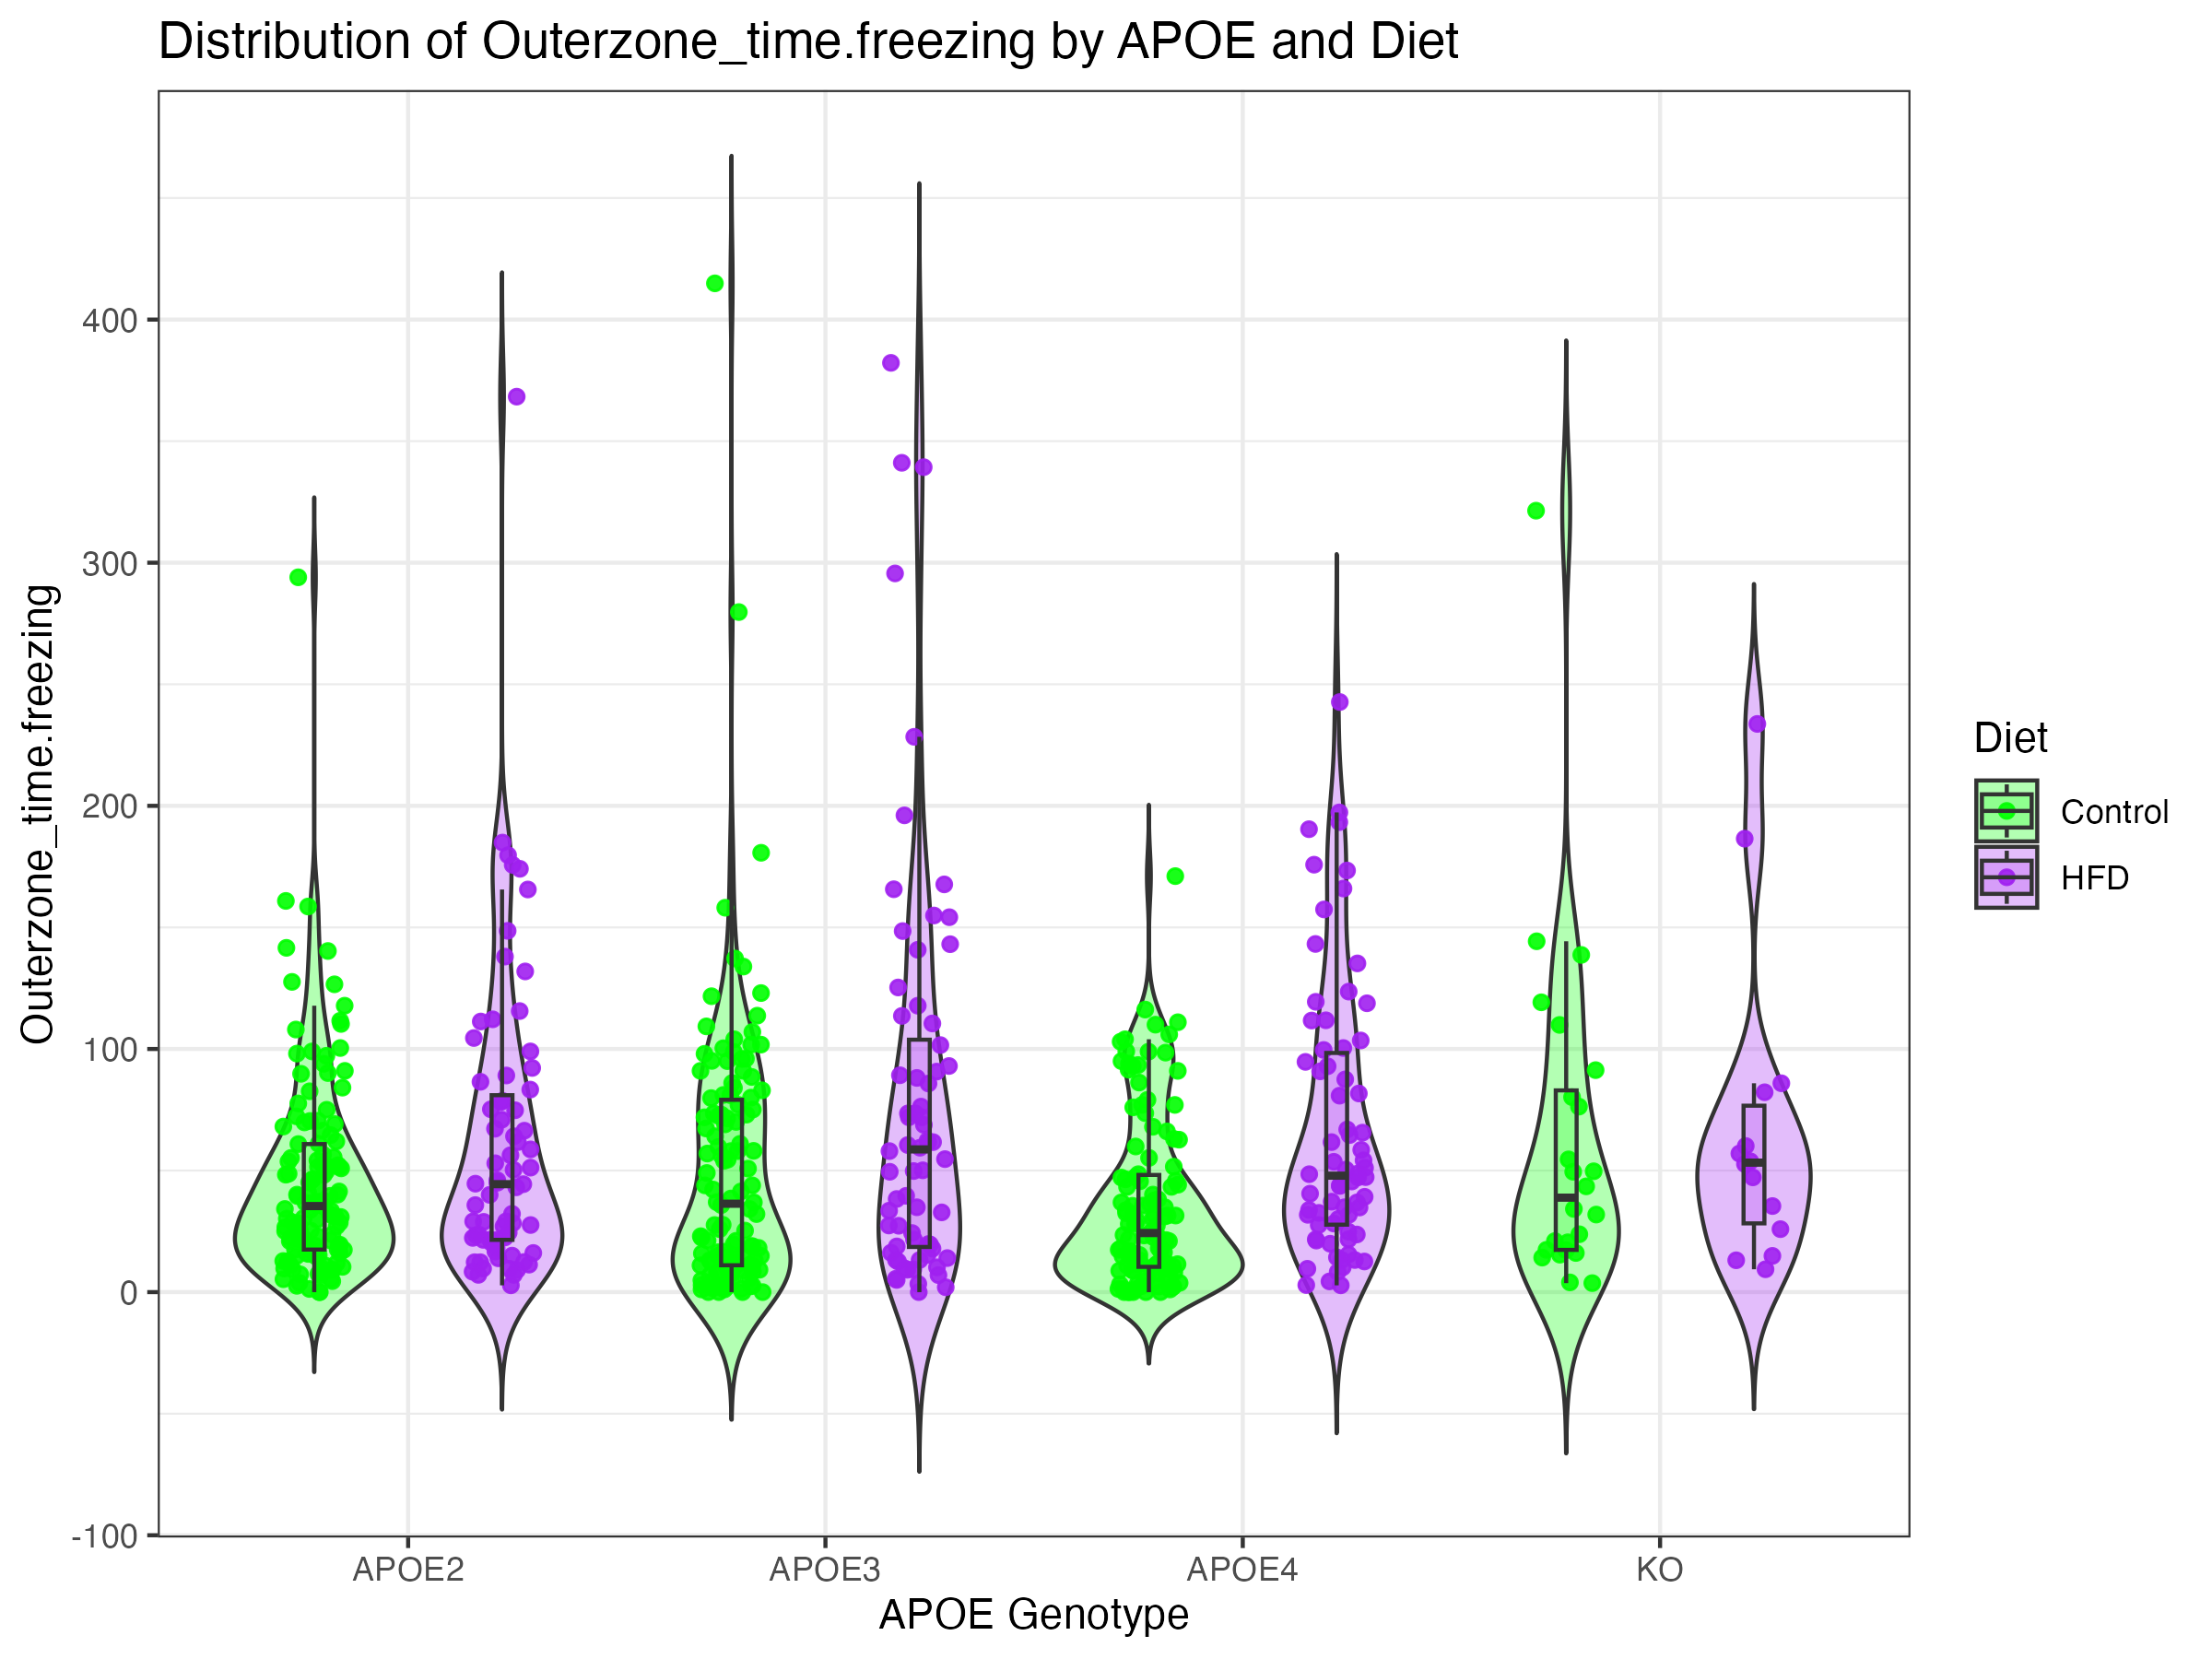 Distribution of Outerzone_time.freezing by APOE and Diet
Outerzone_time.freezing
400
300
200
100
0
-100
APOE2
APOE3
APOE4
KO
APOE Genotype
Diet
Control
HFD